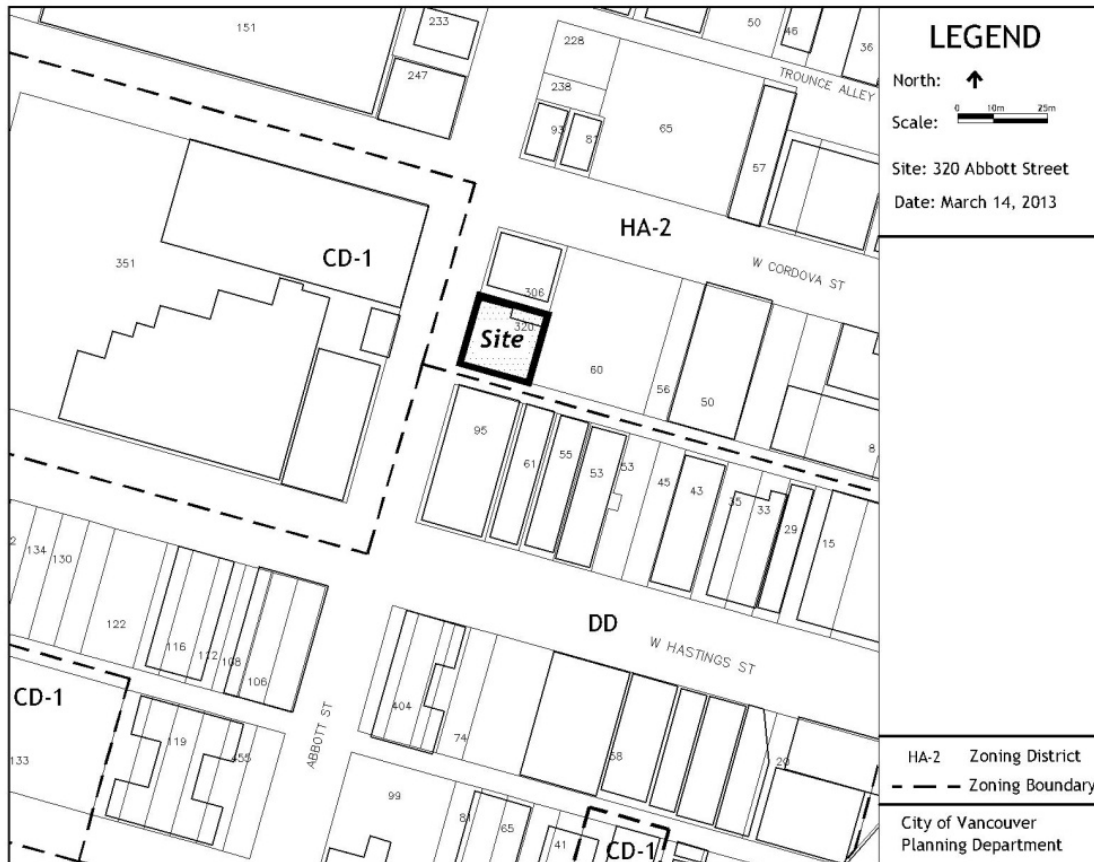 151
233
247
228
238
93
81
65
57
50
46
36
TROUNCE ALLEY
HA-2
W CORDOVA ST
CD-1
351
306
320
Site
60
56
50
8
95
61
55
53
53
45
43
35
33
29
15
2
134
130
122
116
112
108
106
DD
W HASTINGS ST
CD-1
133
119
455
ABBOTT ST
404
74
58
20
99
81
65
41
CD-1
LEGEND
North:
Scale:
0 10m 25m
Site: 320 Abbott Street
Date: March 14, 2013
HA-2 Zoning District
Zoning Boundary
City of Vancouver
Planning Department